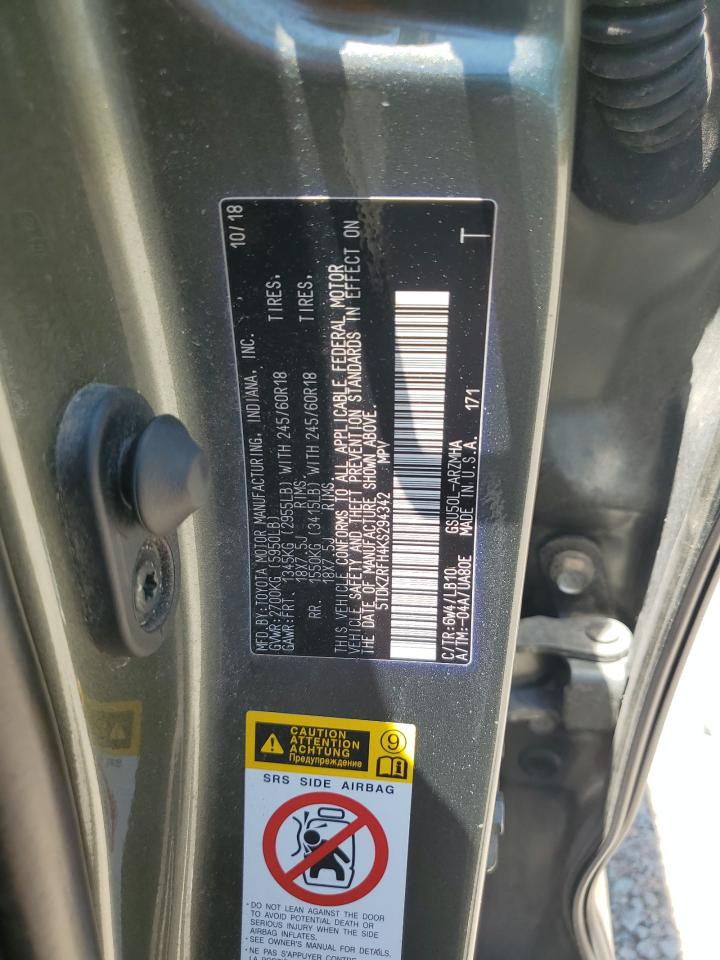 MFD.BY:TOYOTA MOTOR MANUFACTURING, INDIANA, INC. 10/18
GVWR:2700KG(5950LB)
GAWR:FRT. 1345KG (2955LB) WITH 245/60R18 TIRES,
18X7.5J RIMS,
RR. 1550KG (3415LB) WITH 245/60R18 TIRES,
18X7.5J RIMS,
THIS VEHICLE CONFORMS TO ALL APPLICABLE FEDERAL MOTOR
VEHICLE SAFETY AND THEFT PREVENTION STANDARDS IN EFFECT ON
THE DATE OF MANUFACTURE SHOWN ABOVE.
5TDKZRFH4KS294342 MPV
C/TR:6W4/LB10 GSU50L-ARZMHA T
A/TM:-04A/UA80E MADE IN U.S.A. 171
CAUTION
ATTENTION
ACHTUNG
Предупреждение
9
SRS SIDE AIRBAG
• DO NOT LEAN AGAINST THE DOOR
TO AVOID POTENTIAL DEATH OR
SERIOUS INJURY WHEN THE SIDE
AIRBAG INFLATES.
• SEE OWNER'S MANUAL FOR DETAILS.
• NE PAS S'APPUYER CONTRE